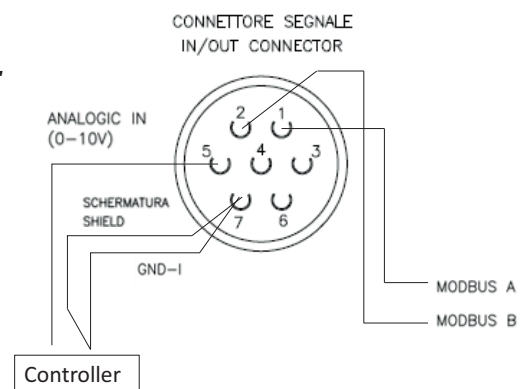 CONNETTORE SEGNALE
IN/OUT CONNECTOR
ANALOGIC IN
(0–10V)
2
1
5
4
3
SCHERMATURA
SHIELD
7
6
GND–I
MODBUS A
MODBUS B
Controller